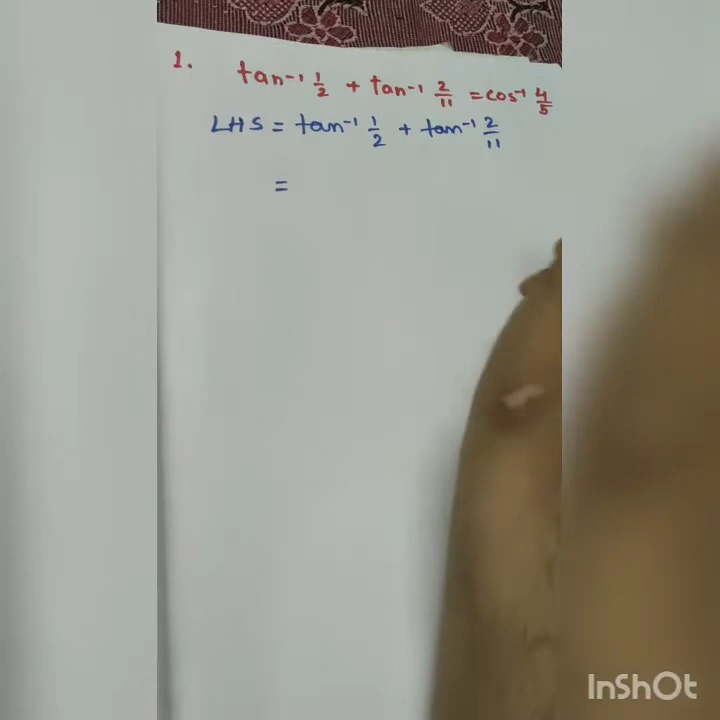 1. tan⁻¹ 1/2 + tan⁻¹ 2/11 = cos⁻¹ 4/5
LHS = tan⁻¹ 1/2 + tan⁻¹ 2/11
=
InShOt